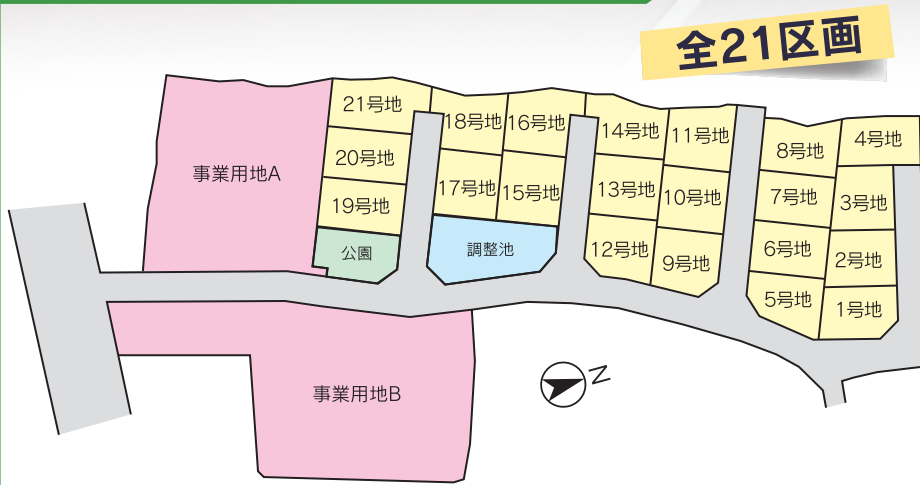 全21区画
事業用地A
21号地
20号地
19号地
公園
18号地
16号地
17号地
15号地
調整池
14号地
11号地
13号地
10号地
12号地
9号地
8号地
4号地
7号地
3号地
6号地
2号地
5号地
1号地
事業用地B
N